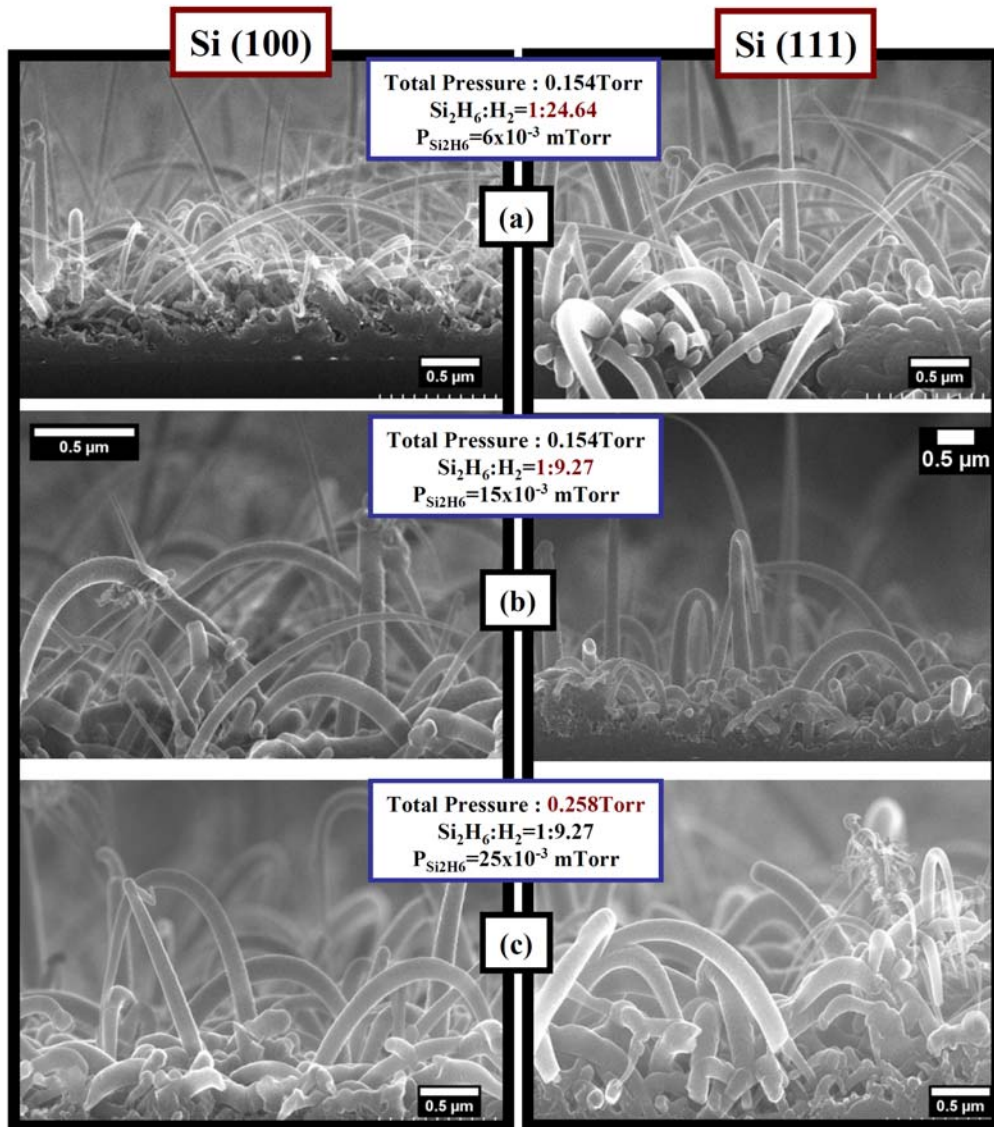 Si (100)
Si (111)
Total Pressure : 0.154Torr
Si₂H₆:H₂=1:24.64
P_Si2H6=6x10⁻³ mTorr
(a)
0.5 µm
0.5 µm
0.5 µm
Total Pressure : 0.154Torr
Si₂H₆:H₂=1:9.27
P_Si2H6=15x10⁻³ mTorr
0.5 µm
(b)
Total Pressure : 0.258Torr
Si₂H₆:H₂=1:9.27
P_Si2H6=25x10⁻³ mTorr
(c)
0.5 µm
0.5 µm